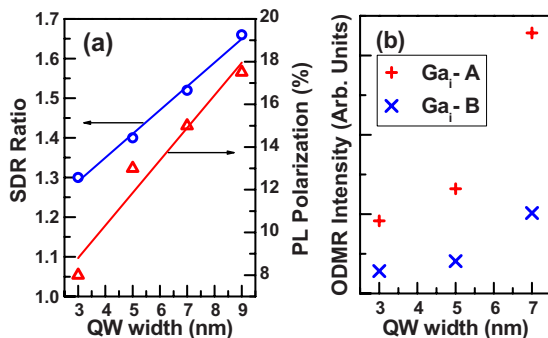 (a)
SDR Ratio
1.7
1.6
1.5
1.4
1.3
1.2
1.1
1.0
20
18
16
14
12
10
8
PL Polarization (%)
3 5 7 9
QW width (nm)
(b)
Gaᵢ- A
Gaᵢ- B
ODMR Intensity (Arb. Units)
3 5 7
QW width (nm)